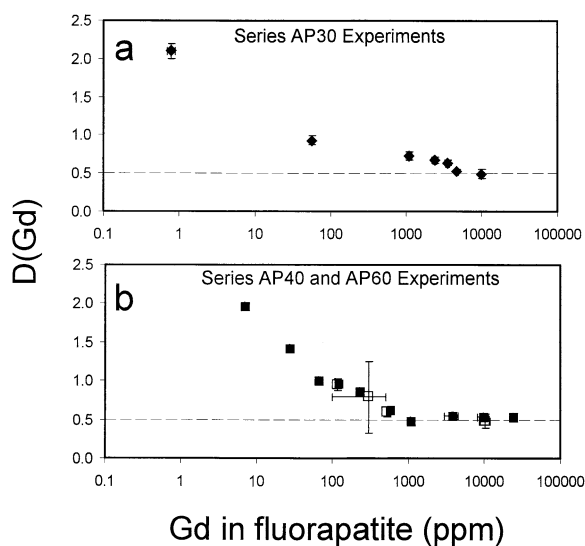 2.5
a
Series AP30 Experiments
2.0
1.5
1.0
0.5
0.0
0.1 1 10 100 1000 10000 100000
D(Gd)
2.5
b
Series AP40 and AP60 Experiments
2.0
1.5
1.0
0.5
0.0
0.1 1 10 100 1000 10000 100000
Gd in fluorapatite (ppm)